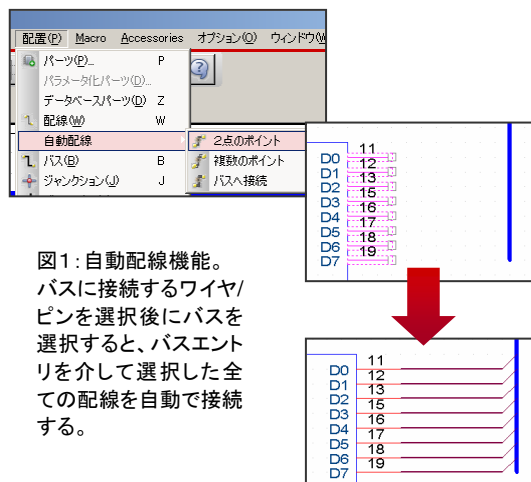 配置(P) Macro Accessories オプション(O) ウィンドウ(W
パーツ(P)... P
パラメータ化パーツ(D)...
データベースパーツ(D) Z
配線(W) W
自動配線
バス(B) B
ジャンクション(J) J
2点のポイント
複数のポイント
バスへ接続
D0 11
D1 12
D2 13
D3 15
D4 16
D5 17
D6 18
D7 19
図1：自動配線機能。
バスに接続するワイヤ/
ピンを選択後にバスを
選択すると、バスエント
リを介して選択した全
ての配線を自動で接続
する。
D0 11
D1 12
D2 13
D3 15
D4 16
D5 17
D6 18
D7 19